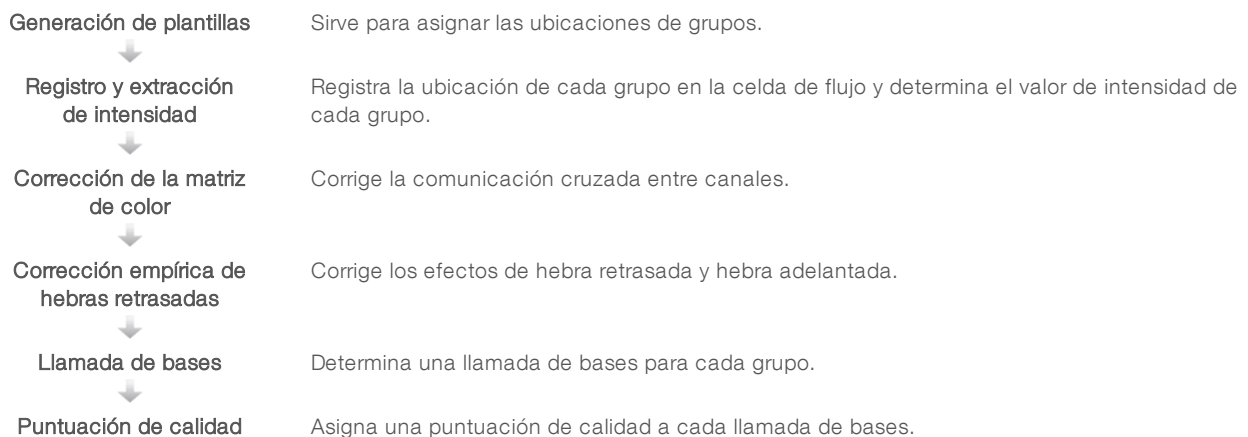 Generación de plantillas
Sirve para asignar las ubicaciones de grupos.
Registro y extracción
de intensidad
Registra la ubicación de cada grupo en la celda de flujo y determina el valor de intensidad de
cada grupo.
Corrección de la matriz
de color
Corrige la comunicación cruzada entre canales.
Corrección empírica de
hebras retrasadas
Corrige los efectos de hebra retrasada y hebra adelantada.
Llamada de bases
Determina una llamada de bases para cada grupo.
Puntuación de calidad
Asigna una puntuación de calidad a cada llamada de bases.